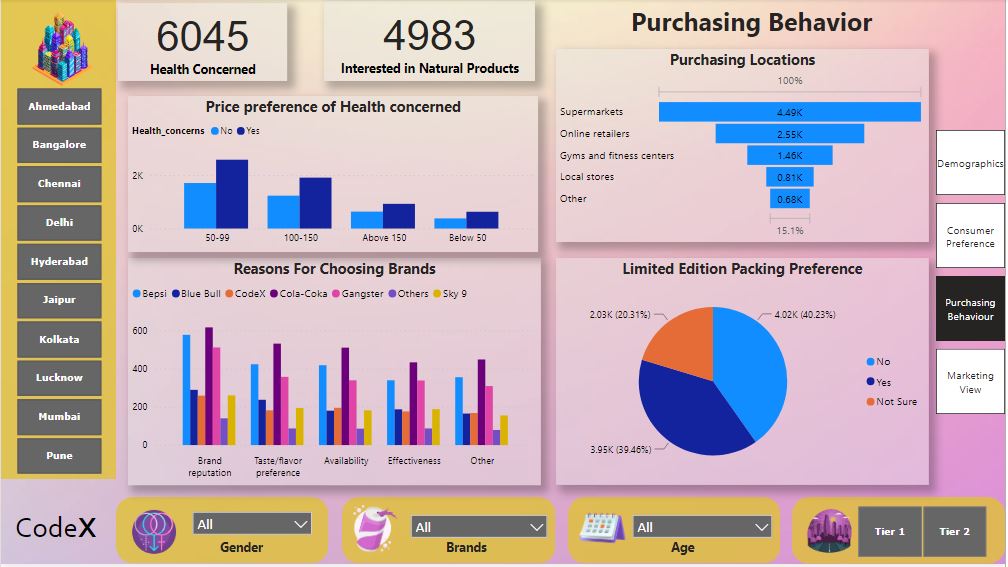 6045
Health Concerned
4983
Interested in Natural Products
Purchasing Behavior
Ahmedabad
Bangalore
Chennai
Delhi
Hyderabad
Jaipur
Kolkata
Lucknow
Mumbai
Pune
Price preference of Health concerned
Health_concerns No Yes
2K
0K
50-99 100-150 Above 150 Below 50
Purchasing Locations
100%
Supermarkets 4.49K
Online retailers 2.55K
Gyms and fitness centers 1.46K
Local stores 0.81K
Other 0.68K
15.1%
Demographics
Consumer
Preference
Purchasing
Behaviour
Marketing
View
Reasons For Choosing Brands
Bepsi Blue Bull CodeX Cola-Coka Gangster Others Sky 9
600
400
200
0
Brand
reputation
Taste/flavor
preference
Availability
Effectiveness
Other
Limited Edition Packing Preference
2.03K (20.31%)
4.02K (40.23%)
3.95K (39.46%)
No
Yes
Not Sure
CodeX
All
Gender
All
Brands
All
Age
Tier 1
Tier 2